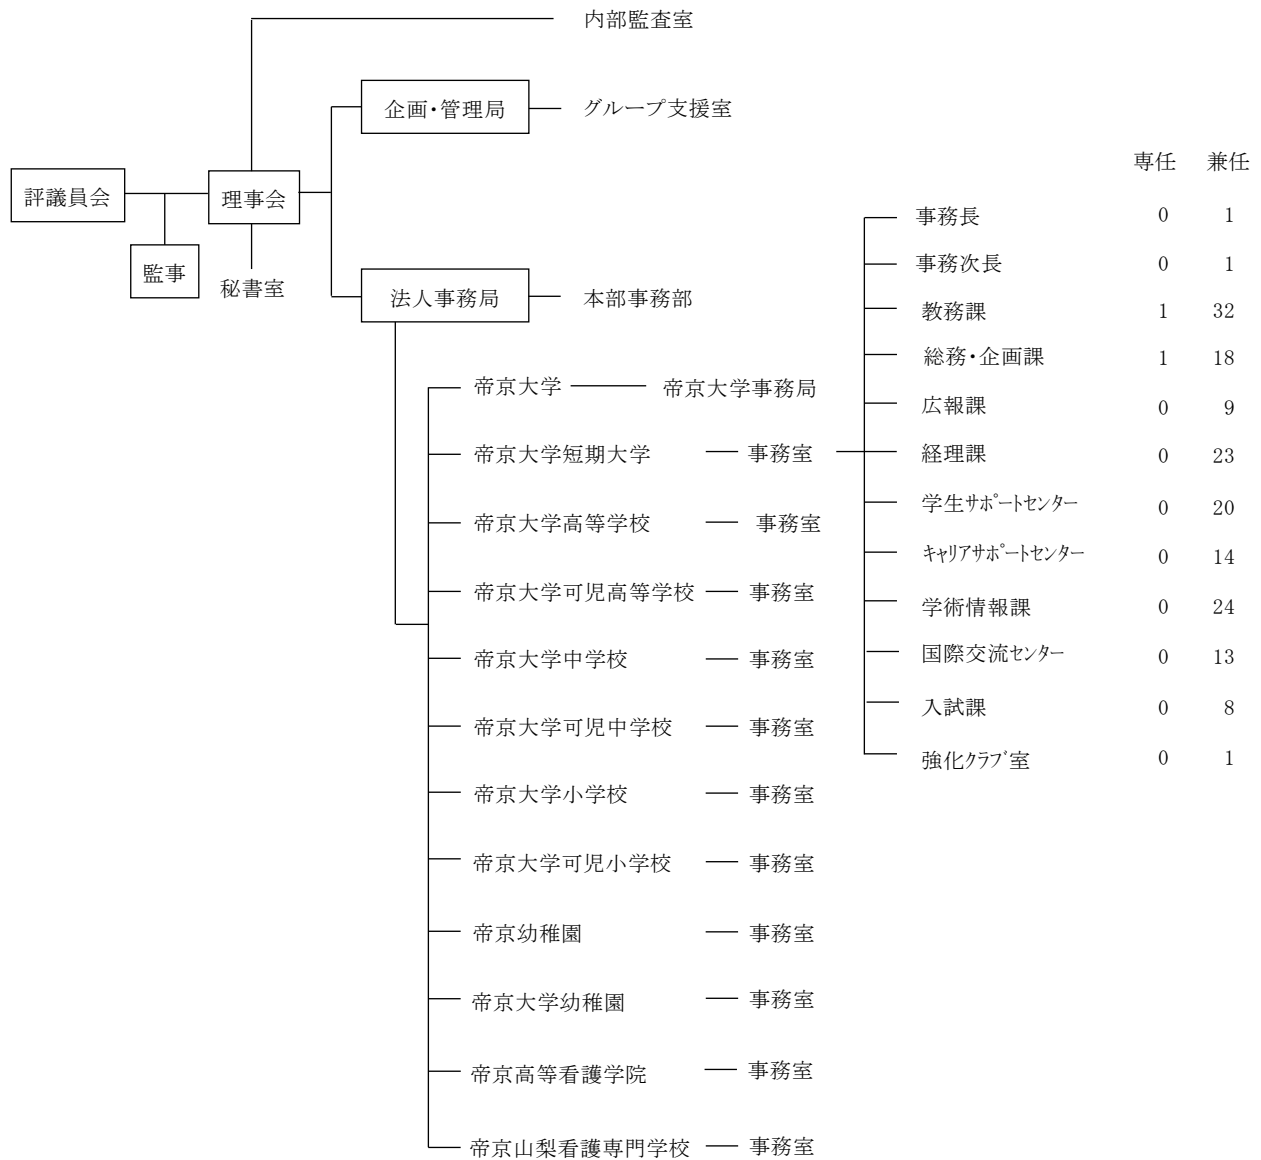 内部監査室
企画・管理局 グループ支援室
専任 兼任
評議員会 理事会
監事
秘書室
法人事務局 本部事務部
事務長 0 1
事務次長 0 1
教務課 1 32
総務・企画課 1 18
帝京大学 帝京大学事務局
広報課 0 9
帝京大学短期大学 事務室 経理課 0 23
学生サポートセンター 0 20
帝京大学高等学校 事務室
キャリアサポートセンター 0 14
帝京大学可児高等学校 事務室 学術情報課 0 24
帝京大学中学校 事務室 国際交流センター 0 13
入試課 0 8
帝京大学可児中学校 事務室
強化クラブ室 0 1
帝京大学小学校 事務室
帝京大学可児小学校 事務室
帝京幼稚園 事務室
帝京大学幼稚園 事務室
帝京高等看護学院 事務室
帝京山梨看護専門学校 事務室